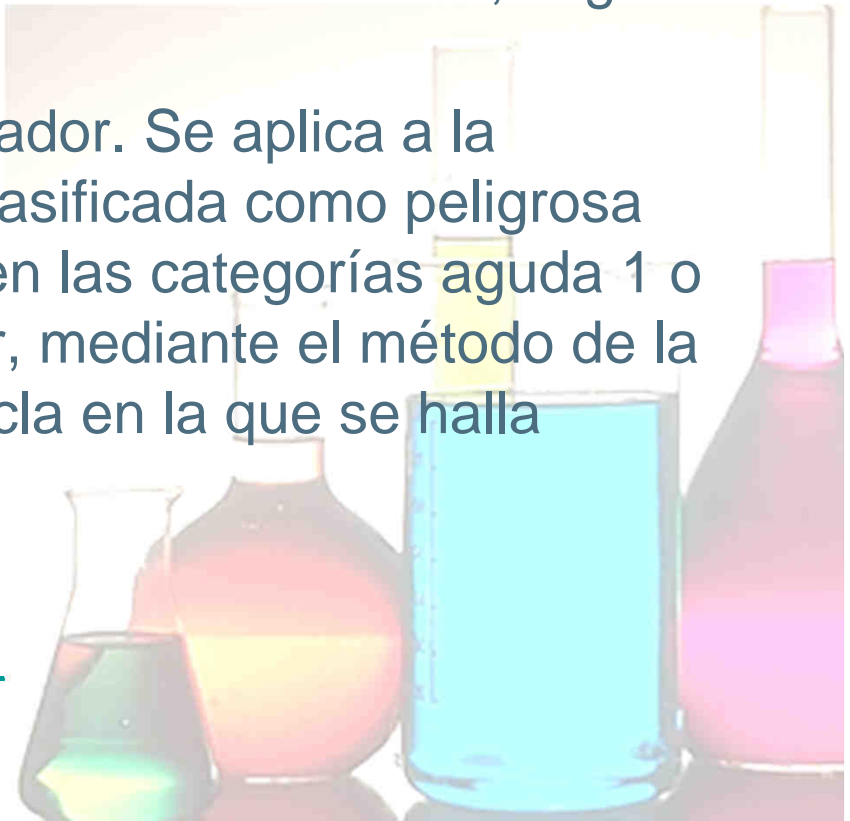 ador. Se aplica a la
asificada como peligrosa
en las categorías aguda 1 o
r, mediante el método de la
cla en la que se halla